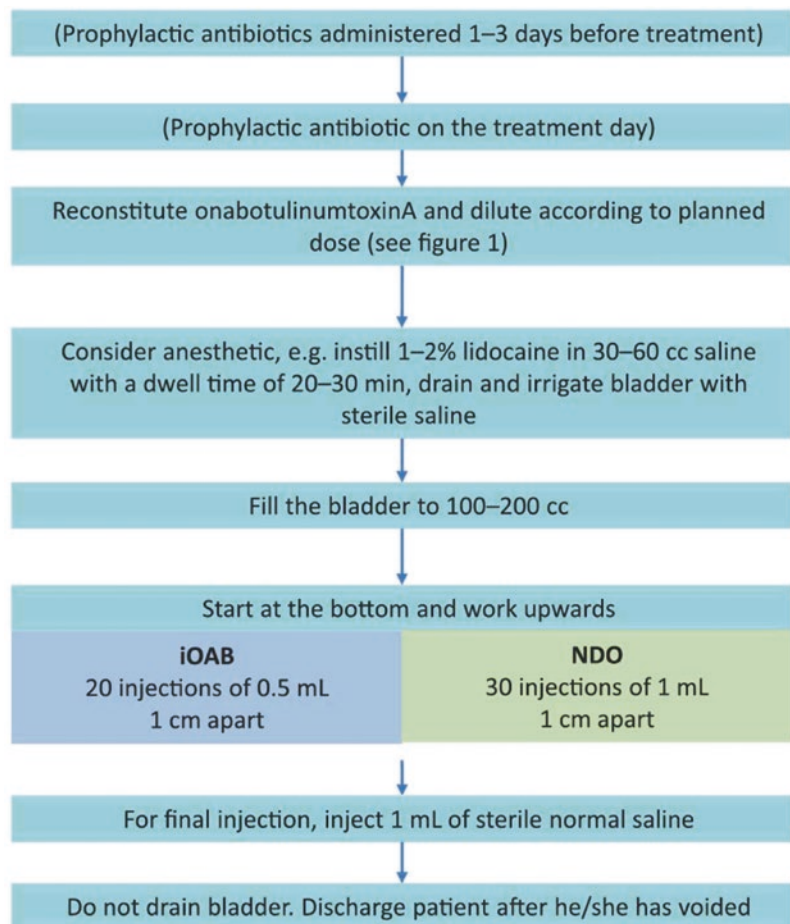 (Prophylactic antibiotics administered 1–3 days before treatment)
(Prophylactic antibiotic on the treatment day)
Reconstitute onabotulinumtoxinA and dilute according to planned
dose (see figure 1)
Consider anesthetic, e.g. instill 1–2% lidocaine in 30–60 cc saline
with a dwell time of 20–30 min, drain and irrigate bladder with
sterile saline
Fill the bladder to 100–200 cc
Start at the bottom and work upwards
iOAB
20 injections of 0.5 mL
1 cm apart
NDO
30 injections of 1 mL
1 cm apart
For final injection, inject 1 mL of sterile normal saline
Do not drain bladder. Discharge patient after he/she has voided